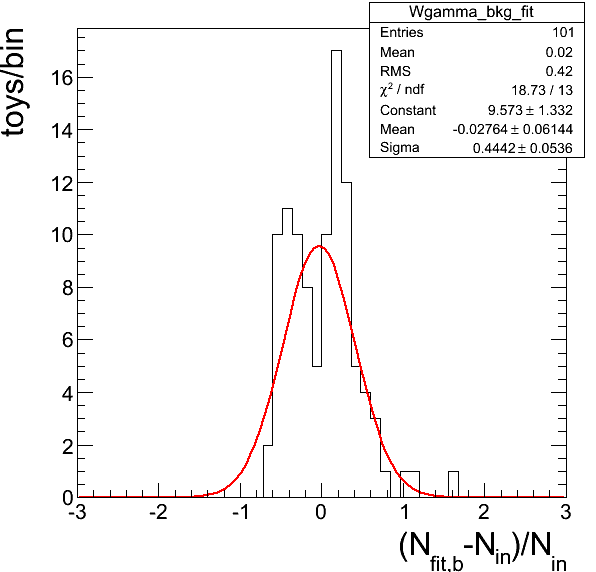 Wgamma_bkg_fit
Entries 101
Mean 0.02
RMS 0.42
χ² / ndf 18.73 / 13
Constant 9.573 ± 1.332
Mean -0.02764 ± 0.06144
Sigma 0.4442 ± 0.0536
toys/bin
16
14
12
10
8
6
4
2
0
-3 -2 -1 0 1 2 3
(N_fit,b-N_in)/N_in